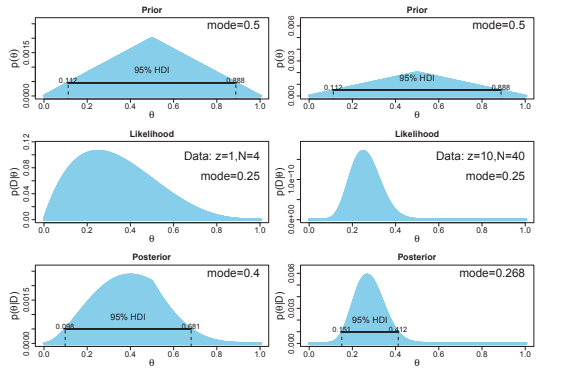 Prior
mode=0.5
p(θ)
0.0000 0.0015
95% HDI
0.112 0.888
0.0 0.2 0.4 0.6 0.8 1.0
θ
Prior
mode=0.5
p(θ)
0.000 0.003 0.006
95% HDI
0.112 0.888
0.0 0.2 0.4 0.6 0.8 1.0
θ
Likelihood
Data: z=1,N=4
mode=0.25
p(D|θ)
0.00 0.04 0.08 0.12
0.0 0.2 0.4 0.6 0.8 1.0
θ
Likelihood
Data: z=10,N=40
mode=0.25
p(D|θ)
0.0e+00 1.0e−10
0.0 0.2 0.4 0.6 0.8 1.0
θ
Posterior
mode=0.4
p(θ|D)
0.0000 0.0015
95% HDI
0.098 0.681
0.0 0.2 0.4 0.6 0.8 1.0
θ
Posterior
mode=0.268
p(θ|D)
0.000 0.003 0.006
95% HDI
0.151 0.412
0.0 0.2 0.4 0.6 0.8 1.0
θ